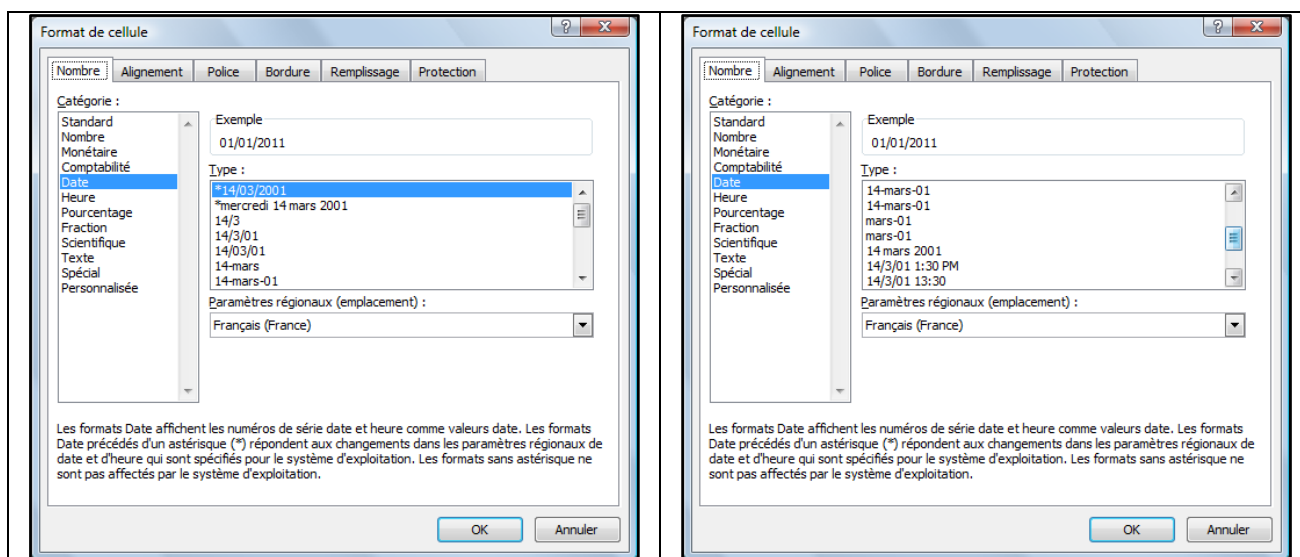 Format de cellule
Nombre Alignement Police Bordure Remplissage Protection
Catégorie :
Standard
Nombre
Monétaire
Comptabilité
Date
Heure
Pourcentage
Fraction
Scientifique
Texte
Spécial
Personnalisée
Exemple
01/01/2011
Type :
*14/03/2001
*mercredi 14 mars 2001
14/3
14/3/01
14/03/01
14-mars
14-mars-01
Paramètres régionaux (emplacement) :
Français (France)
Les formats Date affichent les numéros de série date et heure comme valeurs date. Les formats
Date précédés d'un astérisque (*) répondent aux changements dans les paramètres régionaux de
date et d'heure qui sont spécifiés pour le système d'exploitation. Les formats sans astérisque ne
sont pas affectés par le système d'exploitation.
OK Annuler
Format de cellule
Nombre Alignement Police Bordure Remplissage Protection
Catégorie :
Standard
Nombre
Monétaire
Comptabilité
Date
Heure
Pourcentage
Fraction
Scientifique
Texte
Spécial
Personnalisée
Exemple
01/01/2011
Type :
14-mars-01
14-mars-01
mars-01
mars-01
14 mars 2001
14/3/01 1:30 PM
14/3/01 13:30
Paramètres régionaux (emplacement) :
Français (France)
Les formats Date affichent les numéros de série date et heure comme valeurs date. Les formats
Date précédés d'un astérisque (*) répondent aux changements dans les paramètres régionaux de
date et d'heure qui sont spécifiés pour le système d'exploitation. Les formats sans astérisque ne
sont pas affectés par le système d'exploitation.
OK Annuler